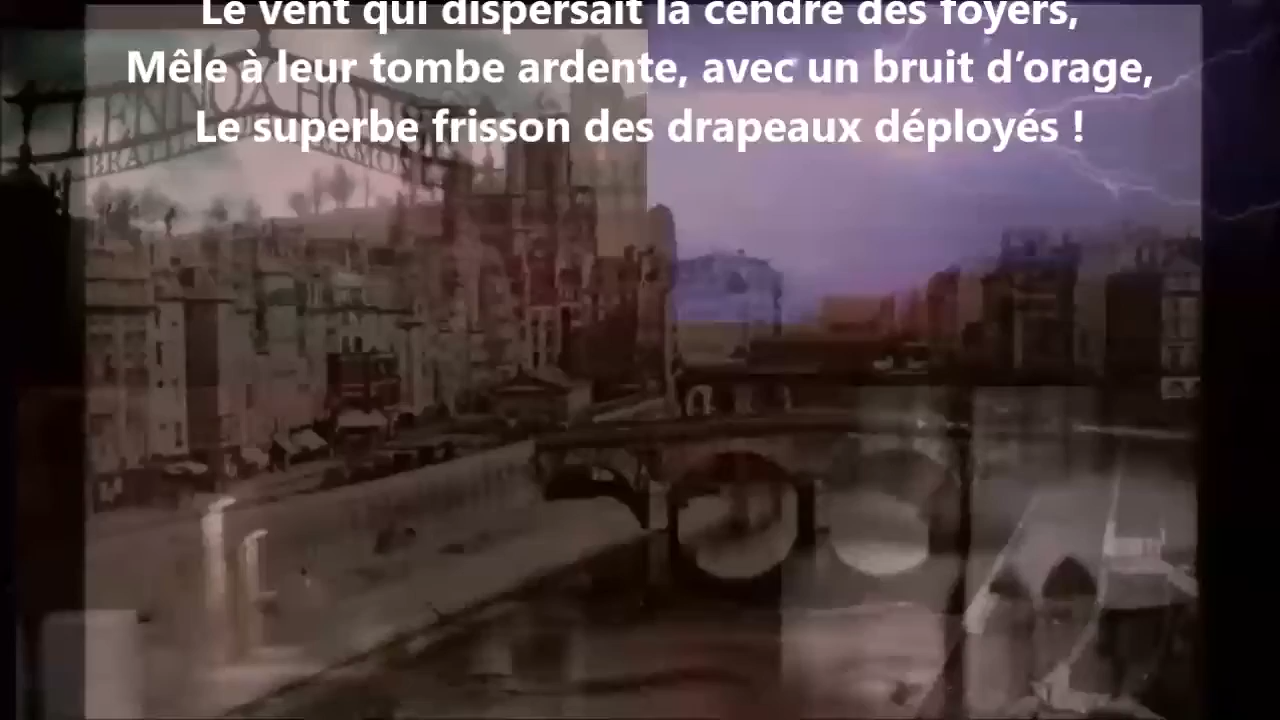 Le vent qui dispersait la cendre des foyers,
Mêle à leur tombe ardente, avec un bruit d’orage,
Le superbe frisson des drapeaux déployés !